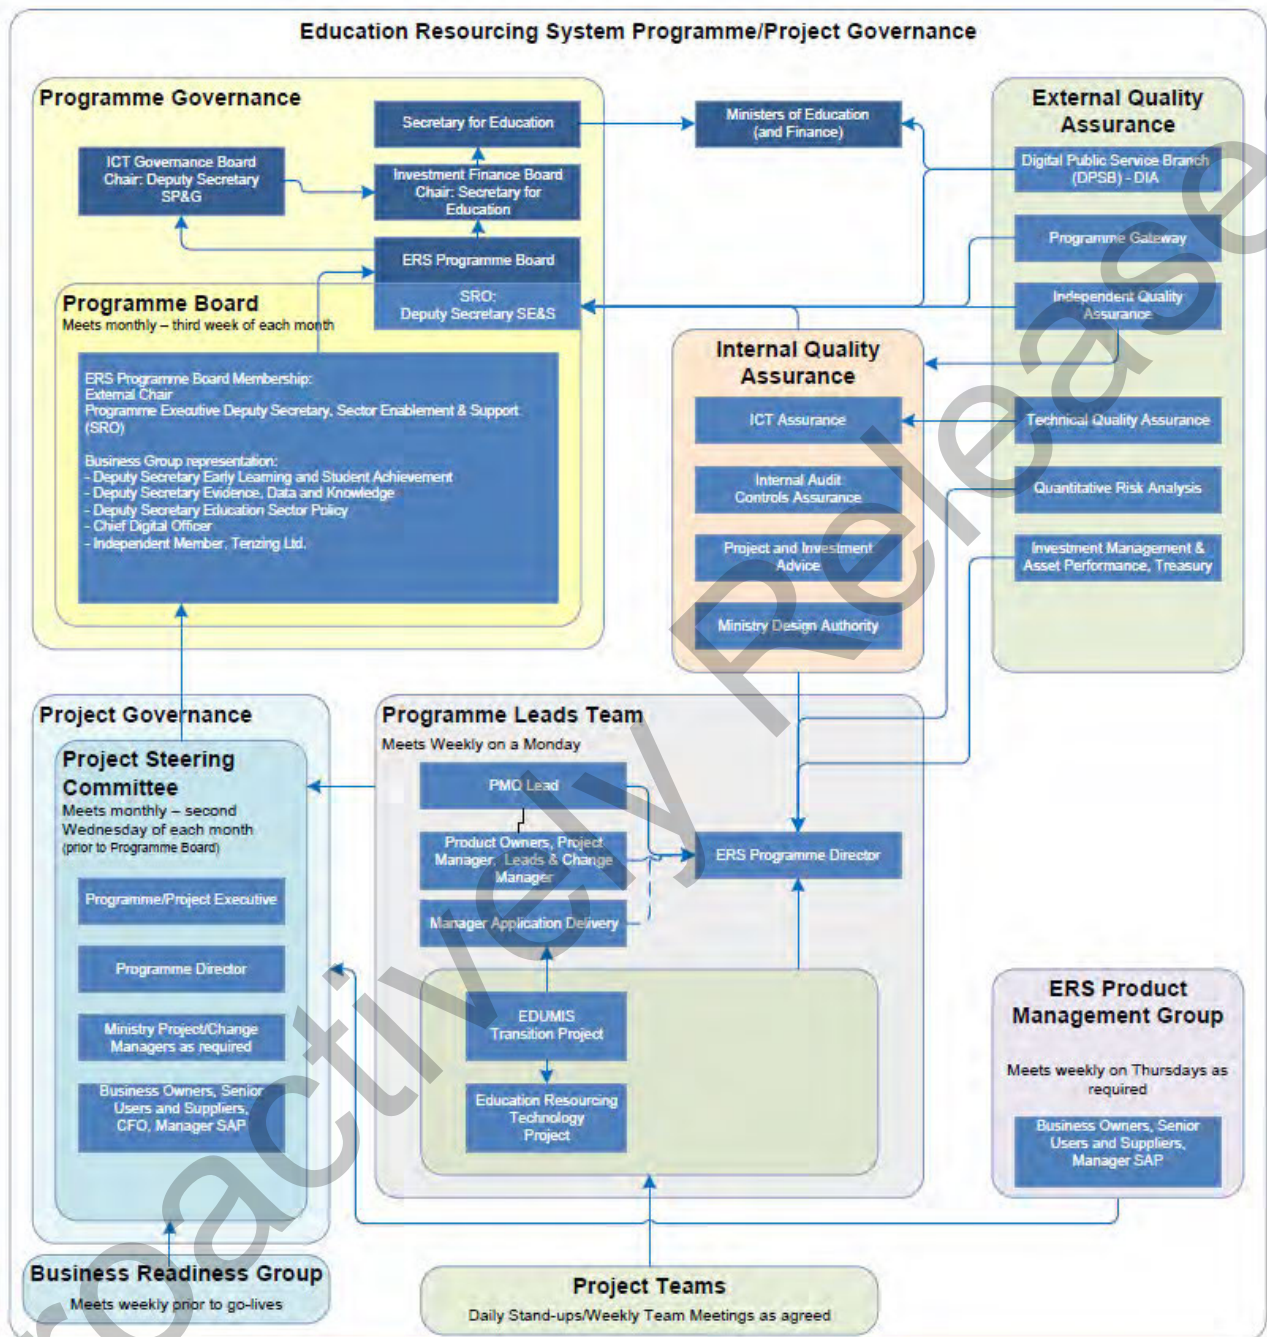 Education Resourcing System Programme/Project Governance
Programme Governance
Secretary for Education
Ministers of Education
(and Finance)
ICT Governance Board
Chair: Deputy Secretary
SP&G
Investment Finance Board
Chair: Secretary for
Education
ERS Programme Board
SRO:
Deputy Secretary SE&S
Programme Board
Meets monthly – third week of each month
ERS Programme Board Membership:
External Chair
Programme Executive Deputy Secretary, Sector Enablement & Support
(SRO)
Business Group representation:
- Deputy Secretary Early Learning and Student Achievement
- Deputy Secretary Evidence, Data and Knowledge
- Deputy Secretary Education Sector Policy
- Chief Digital Officer
- Independent Member, Tenzing Ltd.
External Quality
Assurance
Digital Public Service Branch
(DPSB) - DIA
Programme Gateway
Independent Quality
Assurance
Technical Quality Assurance
Quantitative Risk Analysis
Investment Management &
Asset Performance, Treasury
Internal Quality
Assurance
ICT Assurance
Internal Audit
Controls Assurance
Project and Investment
Advice
Ministry Design Authority
Project Governance
Project Steering
Committee
Meets monthly – second
Wednesday of each month
(prior to Programme Board)
Programme/Project Executive
Programme Director
Ministry Project/Change
Managers as required
Business Owners, Senior
Users and Suppliers,
CFO, Manager SAP
Programme Leads Team
Meets Weekly on a Monday
PMO Lead
Product Owners, Project
Manager, Leads & Change
Manager
Manager Application Delivery
ERS Programme Director
EDUMIS
Transition Project
Education Resourcing
Technology
Project
ERS Product
Management Group
Meets weekly on Thursdays as
required
Business Owners, Senior
Users and Suppliers,
Manager SAP
Business Readiness Group
Meets weekly prior to go-lives
Project Teams
Daily Stand-ups/Weekly Team Meetings as agreed
roactively Release